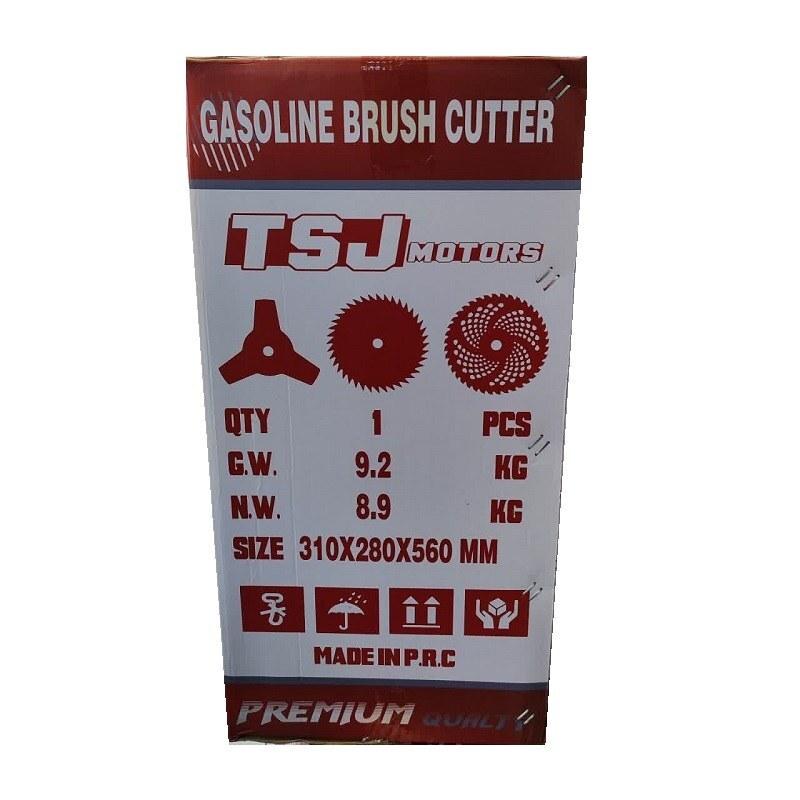 GASOLINE BRUSH CUTTER
TSJ MOTORS
QTY 1 PCS
G.W. 9.2 KG
N.W. 8.9 KG
SIZE 310X280X560 MM
MADE IN P.R.C
PREMIUM QUALTY